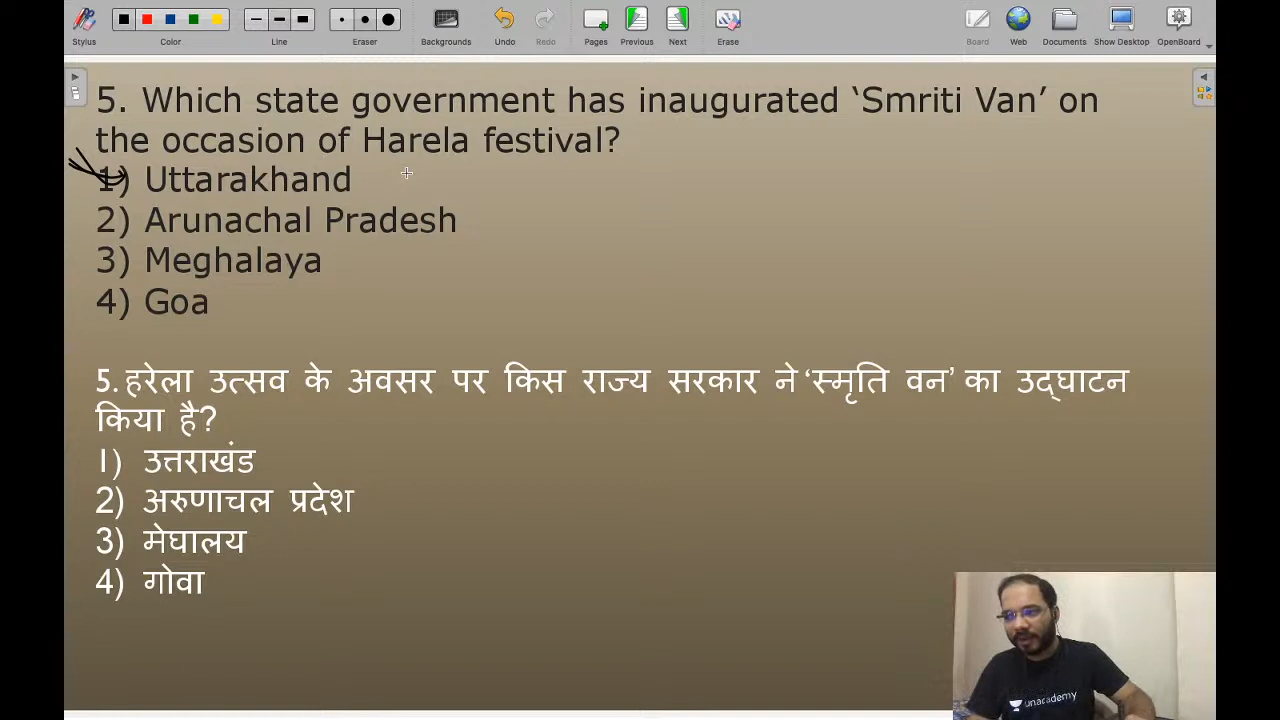 Stylus Color Line Eraser Backgrounds Undo Redo Pages Previous Next Erase Board Web Documents Show Desktop OpenBoard
5. Which state government has inaugurated ‘Smriti Van’ on
the occasion of Harela festival?
1) Uttarakhand
2) Arunachal Pradesh
3) Meghalaya
4) Goa
5. हरेला उत्सव के अवसर पर किस राज्य सरकार ने ‘स्मृति वन’ का उद्घाटन
किया है?
1) उत्तराखंड
2) अरुणाचल प्रदेश
3) मेघालय
4) गोवा
unacademy